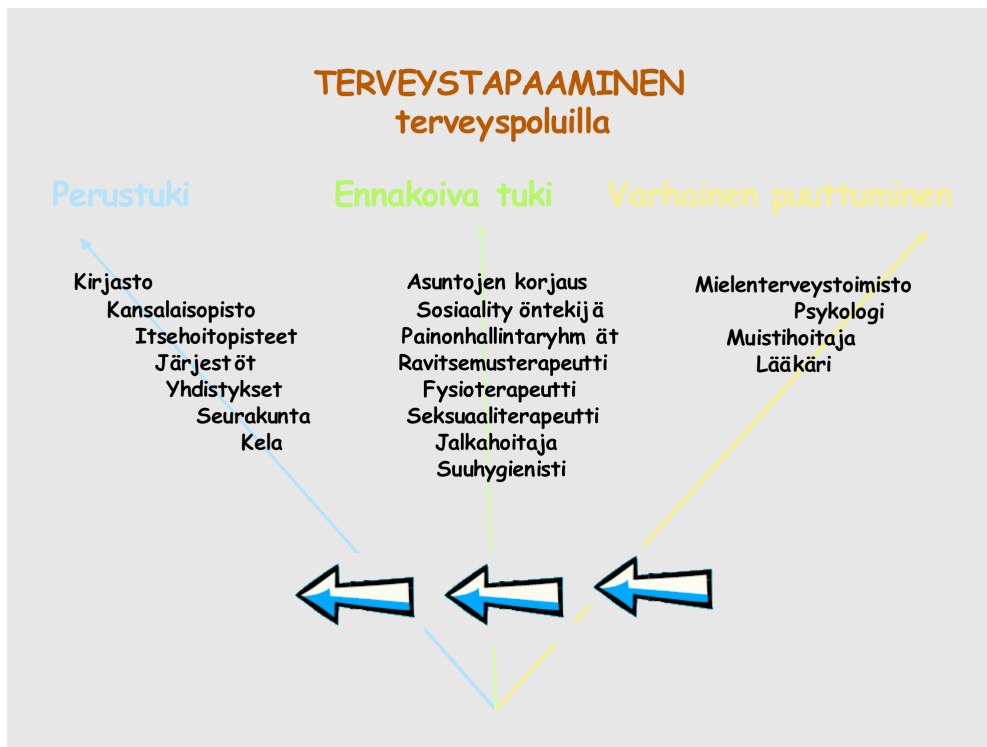 TERVEYSTAPAAMINEN
terveyspoluilla
Perustuki
Kirjasto
Kansalaisopisto
Itsehoitopisteet
Järjestöt
Yhdistykset
Seurakunta
Kela
Ennakoiva tuki
Asuntojen korjaus
Sosiaality öntekijä
Painonhallintaryhm ät
Ravitsemusterapeutti
Fysioterapeutti
Seksuaaliterapeutti
Jalkahoitaja
Suuhygienisti
Varhainen puuttuminen
Mielenterveystoimisto
Psykologi
Muistihoitaja
Lääkäri